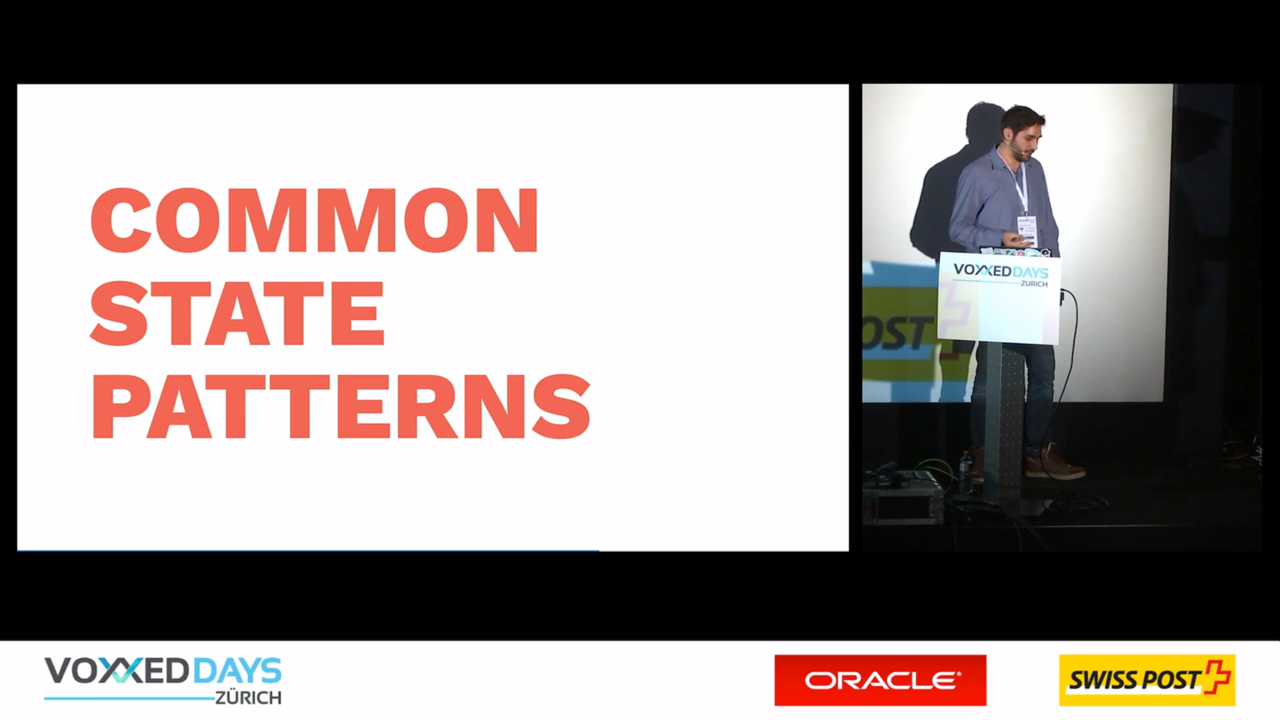 COMMON
STATE
PATTERNS
VOXXED DAYS
ZÜRICH
OST
VOXXED DAYS
ZÜRICH
ORACLE®
SWISS POST